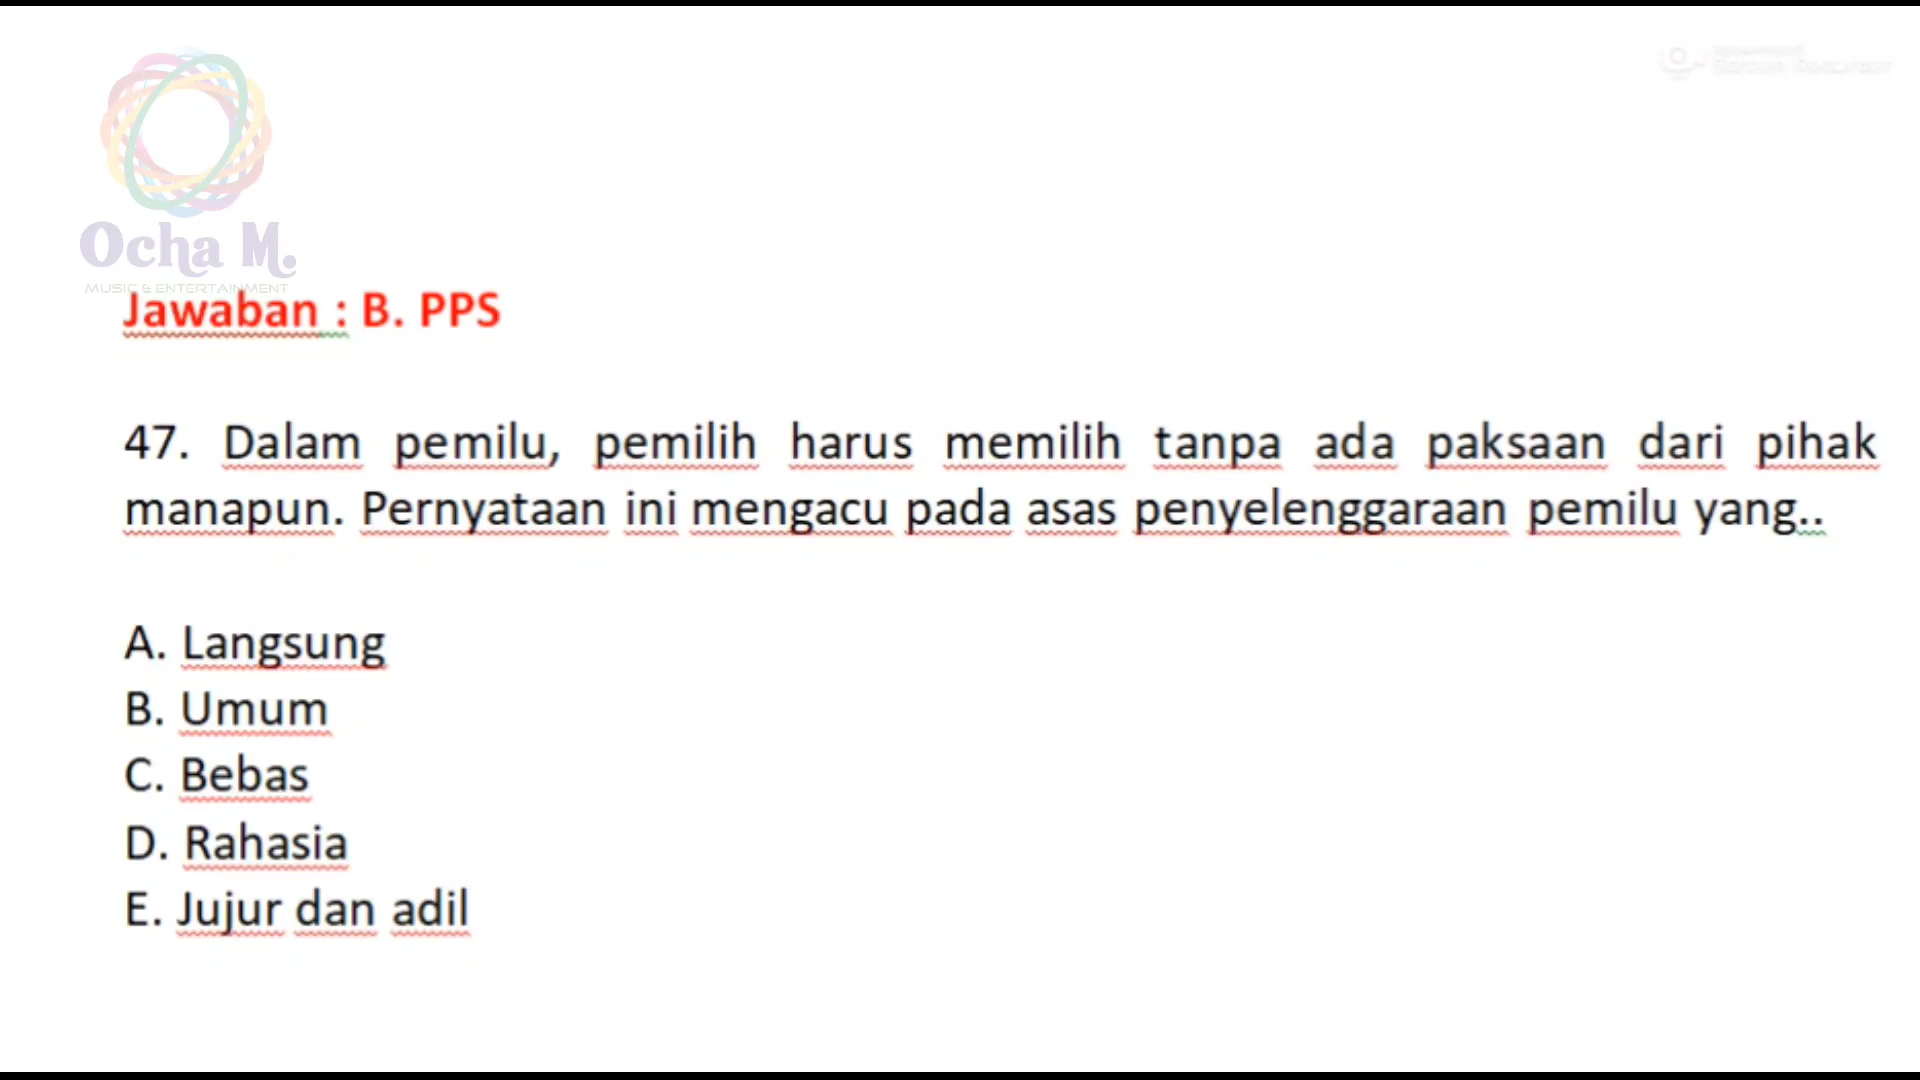 Ocha M.
MUSIC & ENTERTAINMENT
Jawaban : B. PPS
47. Dalam pemilu, pemilih harus memilih tanpa ada paksaan dari pihak
manapun. Pernyataan ini mengacu pada asas penyelenggaraan pemilu yang..
A. Langsung
B. Umum
C. Bebas
D. Rahasia
E. Jujur dan adil